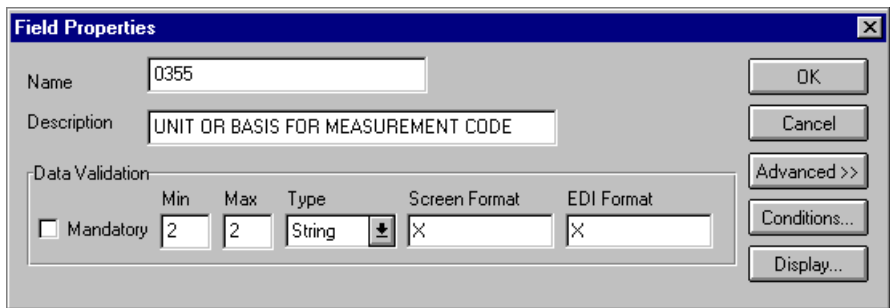 Field Properties
Name 0355 OK
Description UNIT OR BASIS FOR MEASUREMENT CODE Cancel
Data Validation Advanced >>
Min Max Type Screen Format EDI Format
Mandatory 2 2 String X X Conditions...
Display...